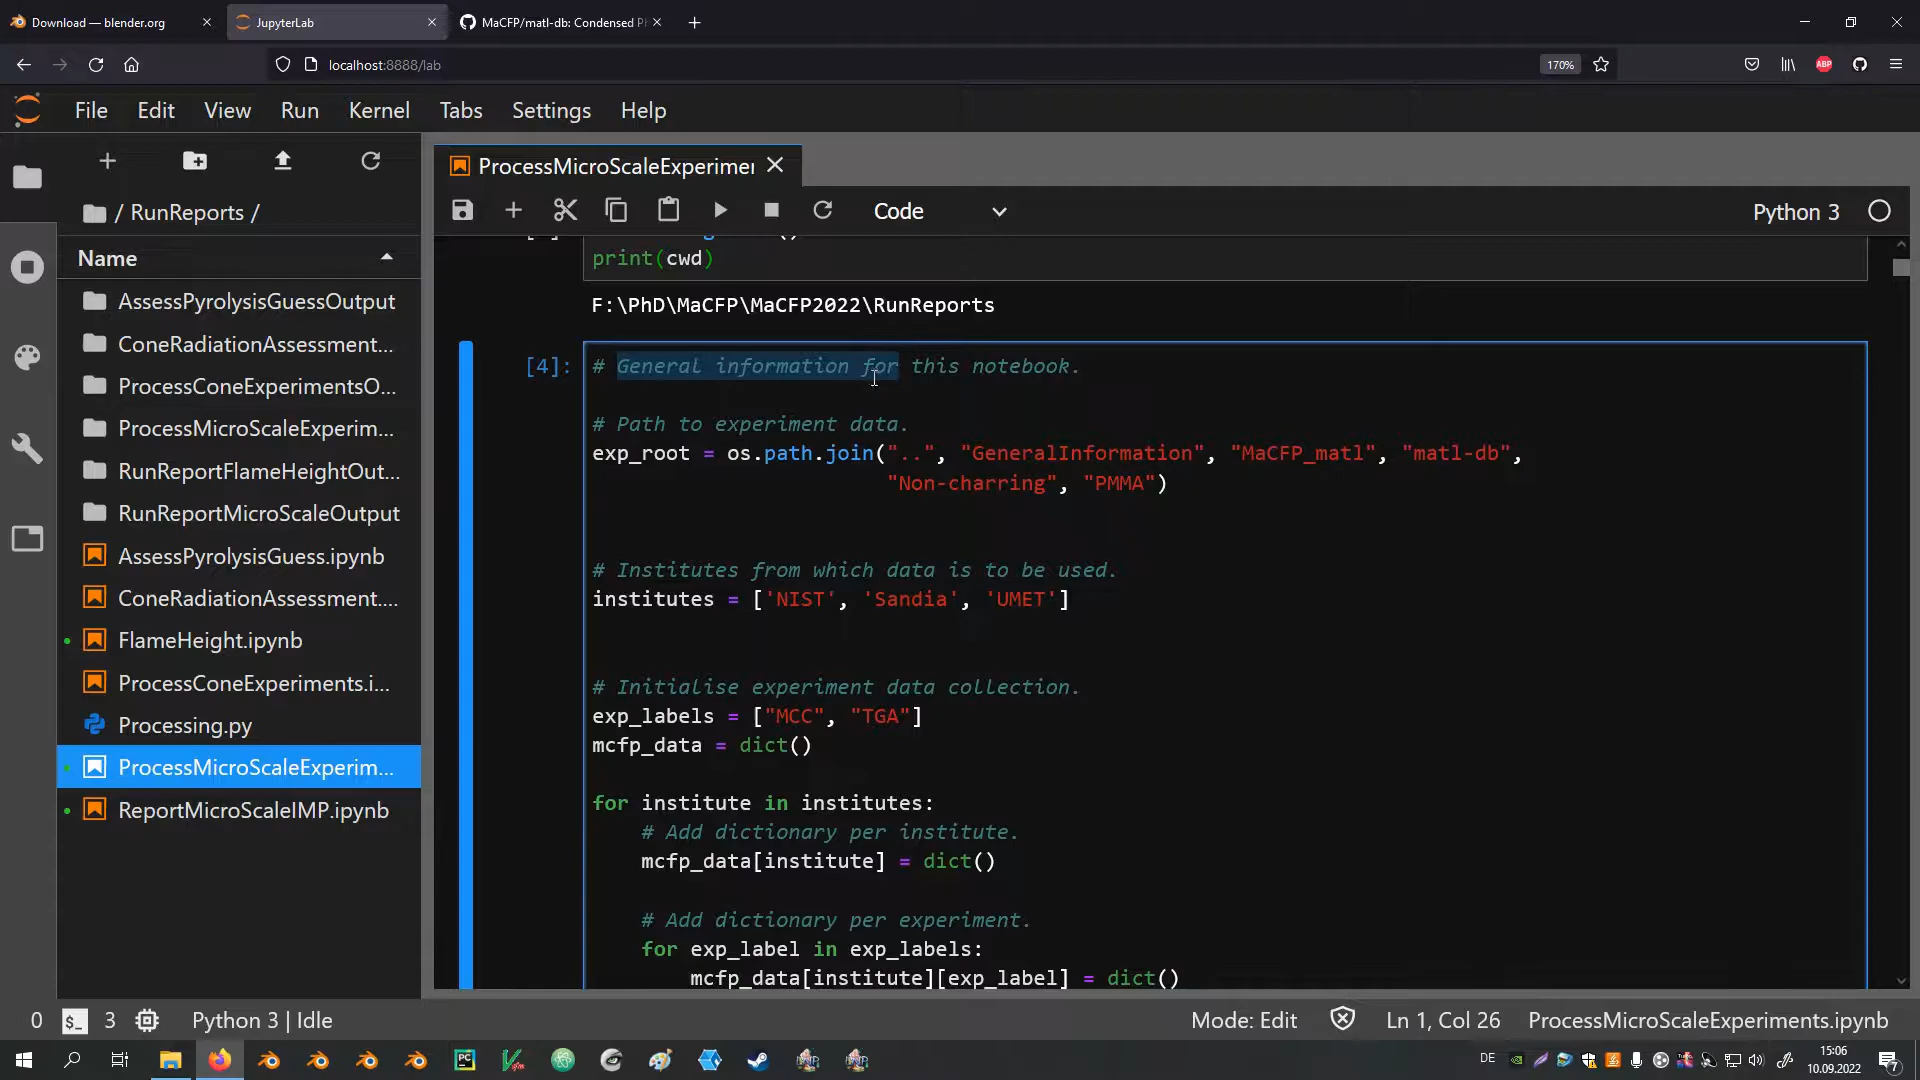 Download — blender.org
JupyterLab
MaCFP/matl-db: Condensed P
localhost:8888/lab
170%
ABP
File Edit View Run Kernel Tabs Settings Help
/ RunReports /
Name
AssessPyrolysisGuessOutput
ConeRadiationAssessment...
ProcessConeExperimentsO...
ProcessMicroScaleExperim...
RunReportFlameHeightOut...
RunReportMicroScaleOutput
AssessPyrolysisGuess.ipynb
ConeRadiationAssessment....
FlameHeight.ipynb
ProcessConeExperiments.i...
Processing.py
ProcessMicroScaleExperim...
ReportMicroScaleIMP.ipynb
ProcessMicroScaleExperimen
Code
Python 3
print(cwd)
F:\PhD\MaCFP\MaCFP2022\RunReports
[4]:
# General information for this notebook.
# Path to experiment data.
exp_root = os.path.join("..", "GeneralInformation", "MaCFP_matl", "matl-db",
"Non-charring", "PMMA")
# Institutes from which data is to be used.
institutes = ['NIST', 'Sandia', 'UMET']
# Initialise experiment data collection.
exp_labels = ["MCC", "TGA"]
mcfp_data = dict()
for institute in institutes:
# Add dictionary per institute.
mcfp_data[institute] = dict()
# Add dictionary per experiment.
for exp_label in exp_labels:
mcfp_data[institute][exp_label] = dict()
0 $_ 3 Python 3 | Idle
Mode: Edit Ln 1, Col 26 ProcessMicroScaleExperiments.ipynb
PC
DE
15:06
10.09.2022
7